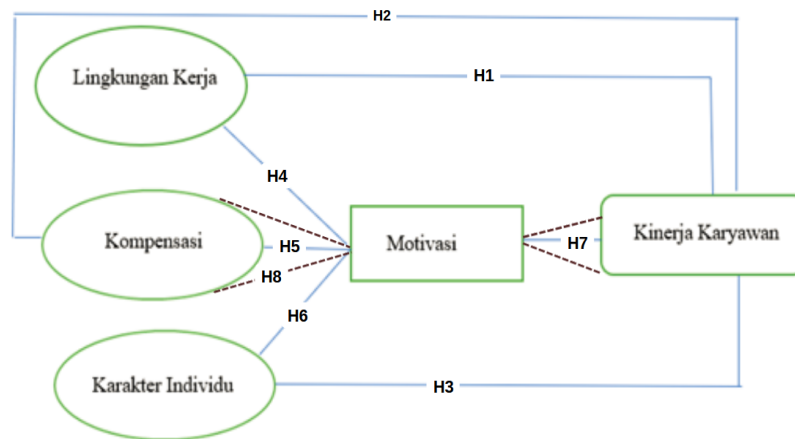 H2
Lingkungan Kerja
H1
H4
Kompensasi
H5
H8
Motivasi
H7
Kinerja Karyawan
H6
Karakter Individu
H3